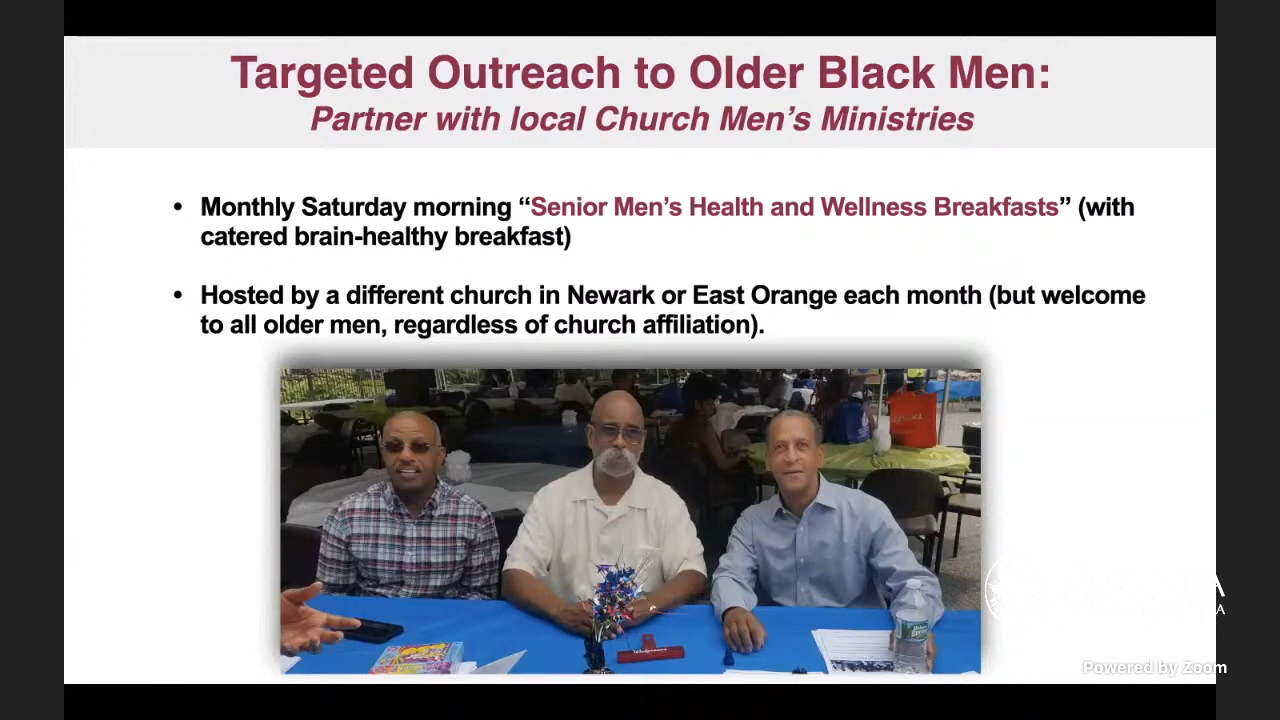 Targeted Outreach to Older Black Men:
Partner with local Church Men's Ministries
• Monthly Saturday morning “Senior Men's Health and Wellness Breakfasts” (with
catered brain-healthy breakfast)
• Hosted by a different church in Newark or East Orange each month (but welcome
to all older men, regardless of church affiliation).
Powered by Zoom